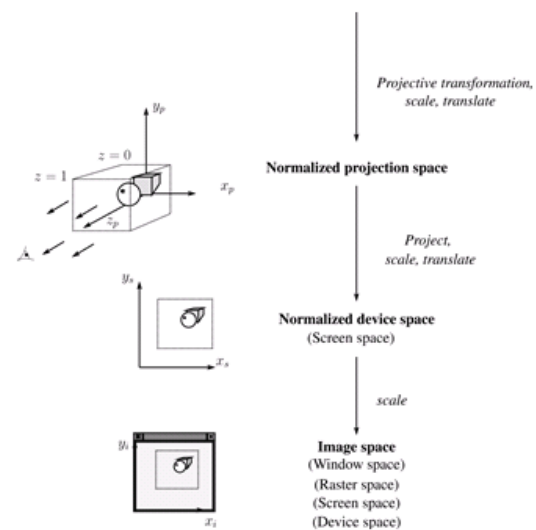 Projective transformation,
scale, translate
y_p
z = 0
z = 1
Normalized projection space
x_p
z_p
Project,
scale, translate
y_s
Normalized device space
(Screen space)
x_s
scale
y_i
Image space
(Window space)
(Raster space)
(Screen space)
(Device space)
x_i